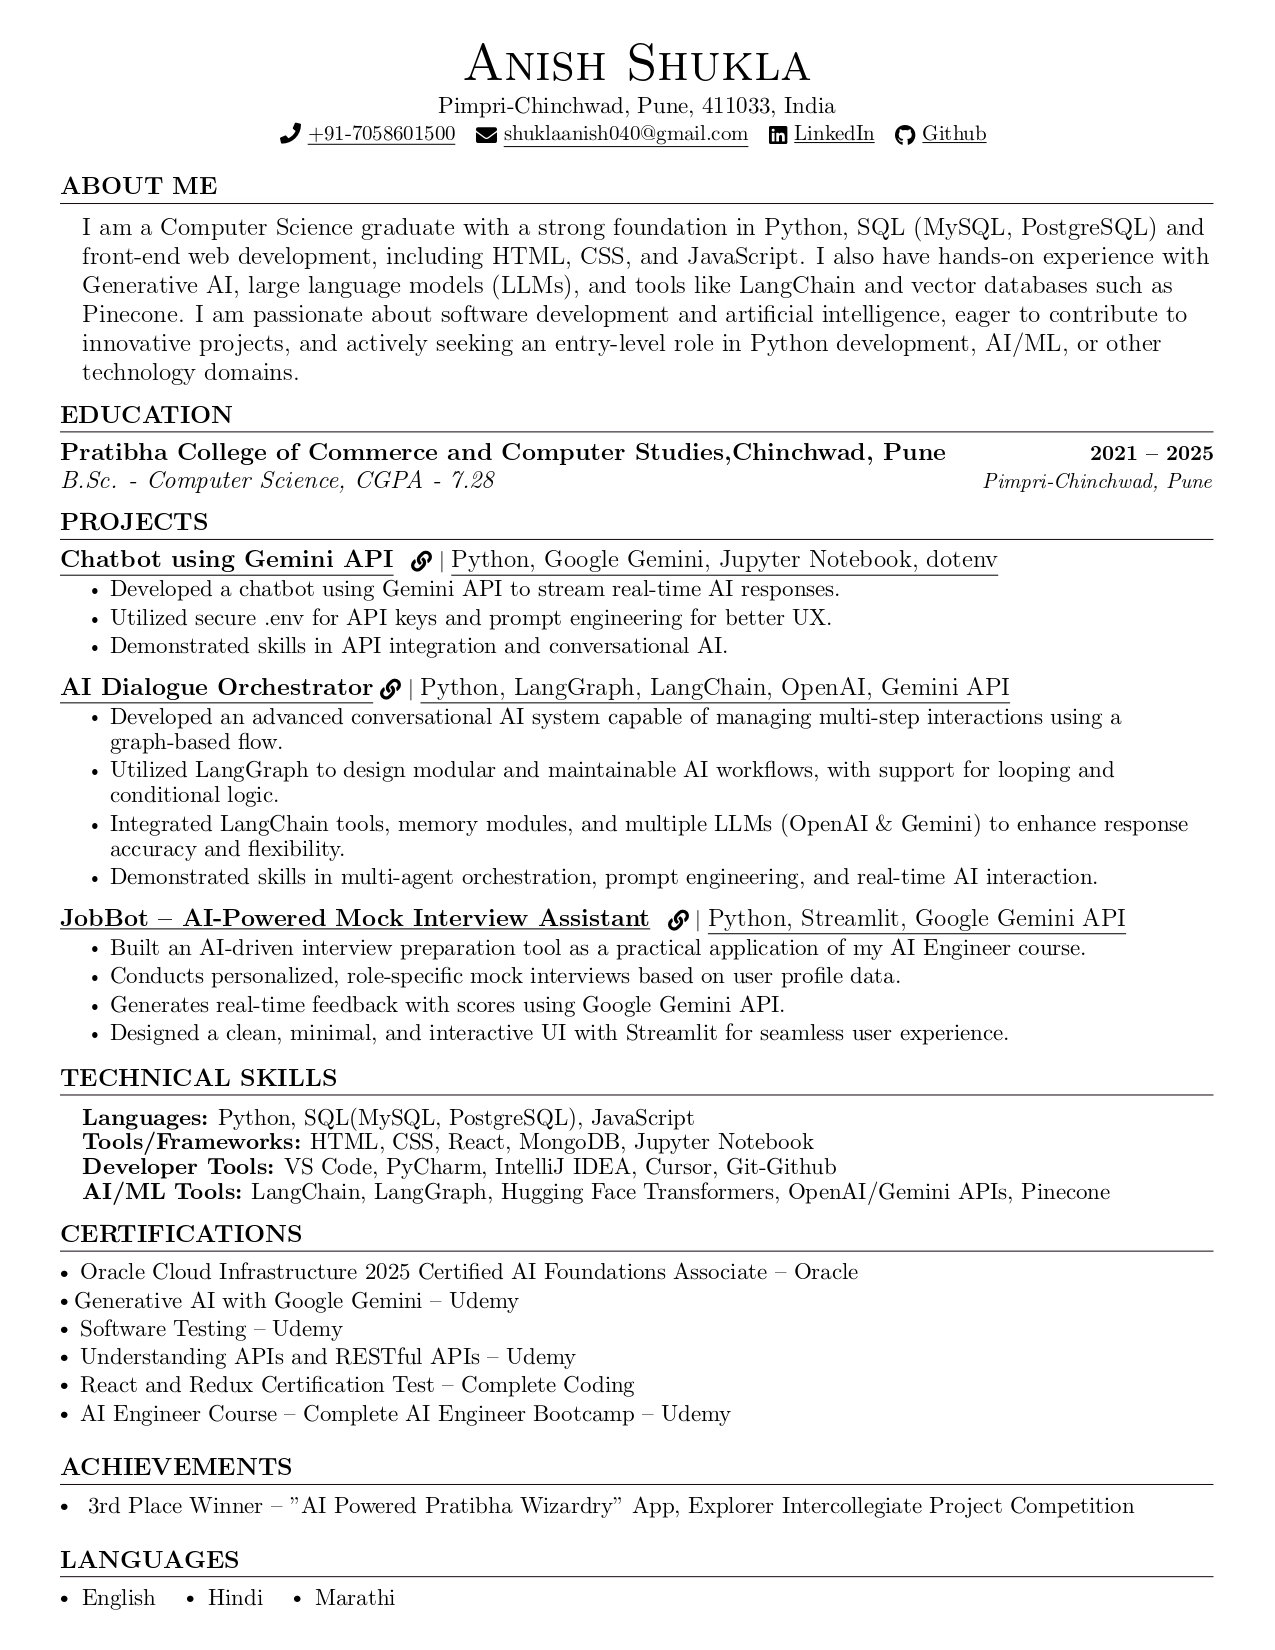 Anish Shukla
Pimpri-Chinchwad, Pune, 411033, India
+91-7058601500 shuklaanish040@gmail.com LinkedIn Github
ABOUT ME
I am a Computer Science graduate with a strong foundation in Python, SQL (MySQL, PostgreSQL) and
front-end web development, including HTML, CSS, and JavaScript. I also have hands-on experience with
Generative AI, large language models (LLMs), and tools like LangChain and vector databases such as
Pinecone. I am passionate about software development and artificial intelligence, eager to contribute to
innovative projects, and actively seeking an entry-level role in Python development, AI/ML, or other
technology domains.
EDUCATION
Pratibha College of Commerce and Computer Studies,Chinchwad, Pune 2021 – 2025
B.Sc. - Computer Science, CGPA - 7.28 Pimpri-Chinchwad, Pune
PROJECTS
Chatbot using Gemini API | Python, Google Gemini, Jupyter Notebook, dotenv
• Developed a chatbot using Gemini API to stream real-time AI responses.
• Utilized secure .env for API keys and prompt engineering for better UX.
• Demonstrated skills in API integration and conversational AI.
AI Dialogue Orchestrator | Python, LangGraph, LangChain, OpenAI, Gemini API
• Developed an advanced conversational AI system capable of managing multi-step interactions using a
graph-based flow.
• Utilized LangGraph to design modular and maintainable AI workflows, with support for looping and
conditional logic.
• Integrated LangChain tools, memory modules, and multiple LLMs (OpenAI & Gemini) to enhance response
accuracy and flexibility.
• Demonstrated skills in multi-agent orchestration, prompt engineering, and real-time AI interaction.
JobBot – AI-Powered Mock Interview Assistant | Python, Streamlit, Google Gemini API
• Built an AI-driven interview preparation tool as a practical application of my AI Engineer course.
• Conducts personalized, role-specific mock interviews based on user profile data.
• Generates real-time feedback with scores using Google Gemini API.
• Designed a clean, minimal, and interactive UI with Streamlit for seamless user experience.
TECHNICAL SKILLS
Languages: Python, SQL(MySQL, PostgreSQL), JavaScript
Tools/Frameworks: HTML, CSS, React, MongoDB, Jupyter Notebook
Developer Tools: VS Code, PyCharm, IntelliJ IDEA, Cursor, Git-Github
AI/ML Tools: LangChain, LangGraph, Hugging Face Transformers, OpenAI/Gemini APIs, Pinecone
CERTIFICATIONS
• Oracle Cloud Infrastructure 2025 Certified AI Foundations Associate – Oracle
• Generative AI with Google Gemini – Udemy
• Software Testing – Udemy
• Understanding APIs and RESTful APIs – Udemy
• React and Redux Certification Test – Complete Coding
• AI Engineer Course – Complete AI Engineer Bootcamp – Udemy
ACHIEVEMENTS
• 3rd Place Winner – ”AI Powered Pratibha Wizardry” App, Explorer Intercollegiate Project Competition
LANGUAGES
• English • Hindi • Marathi